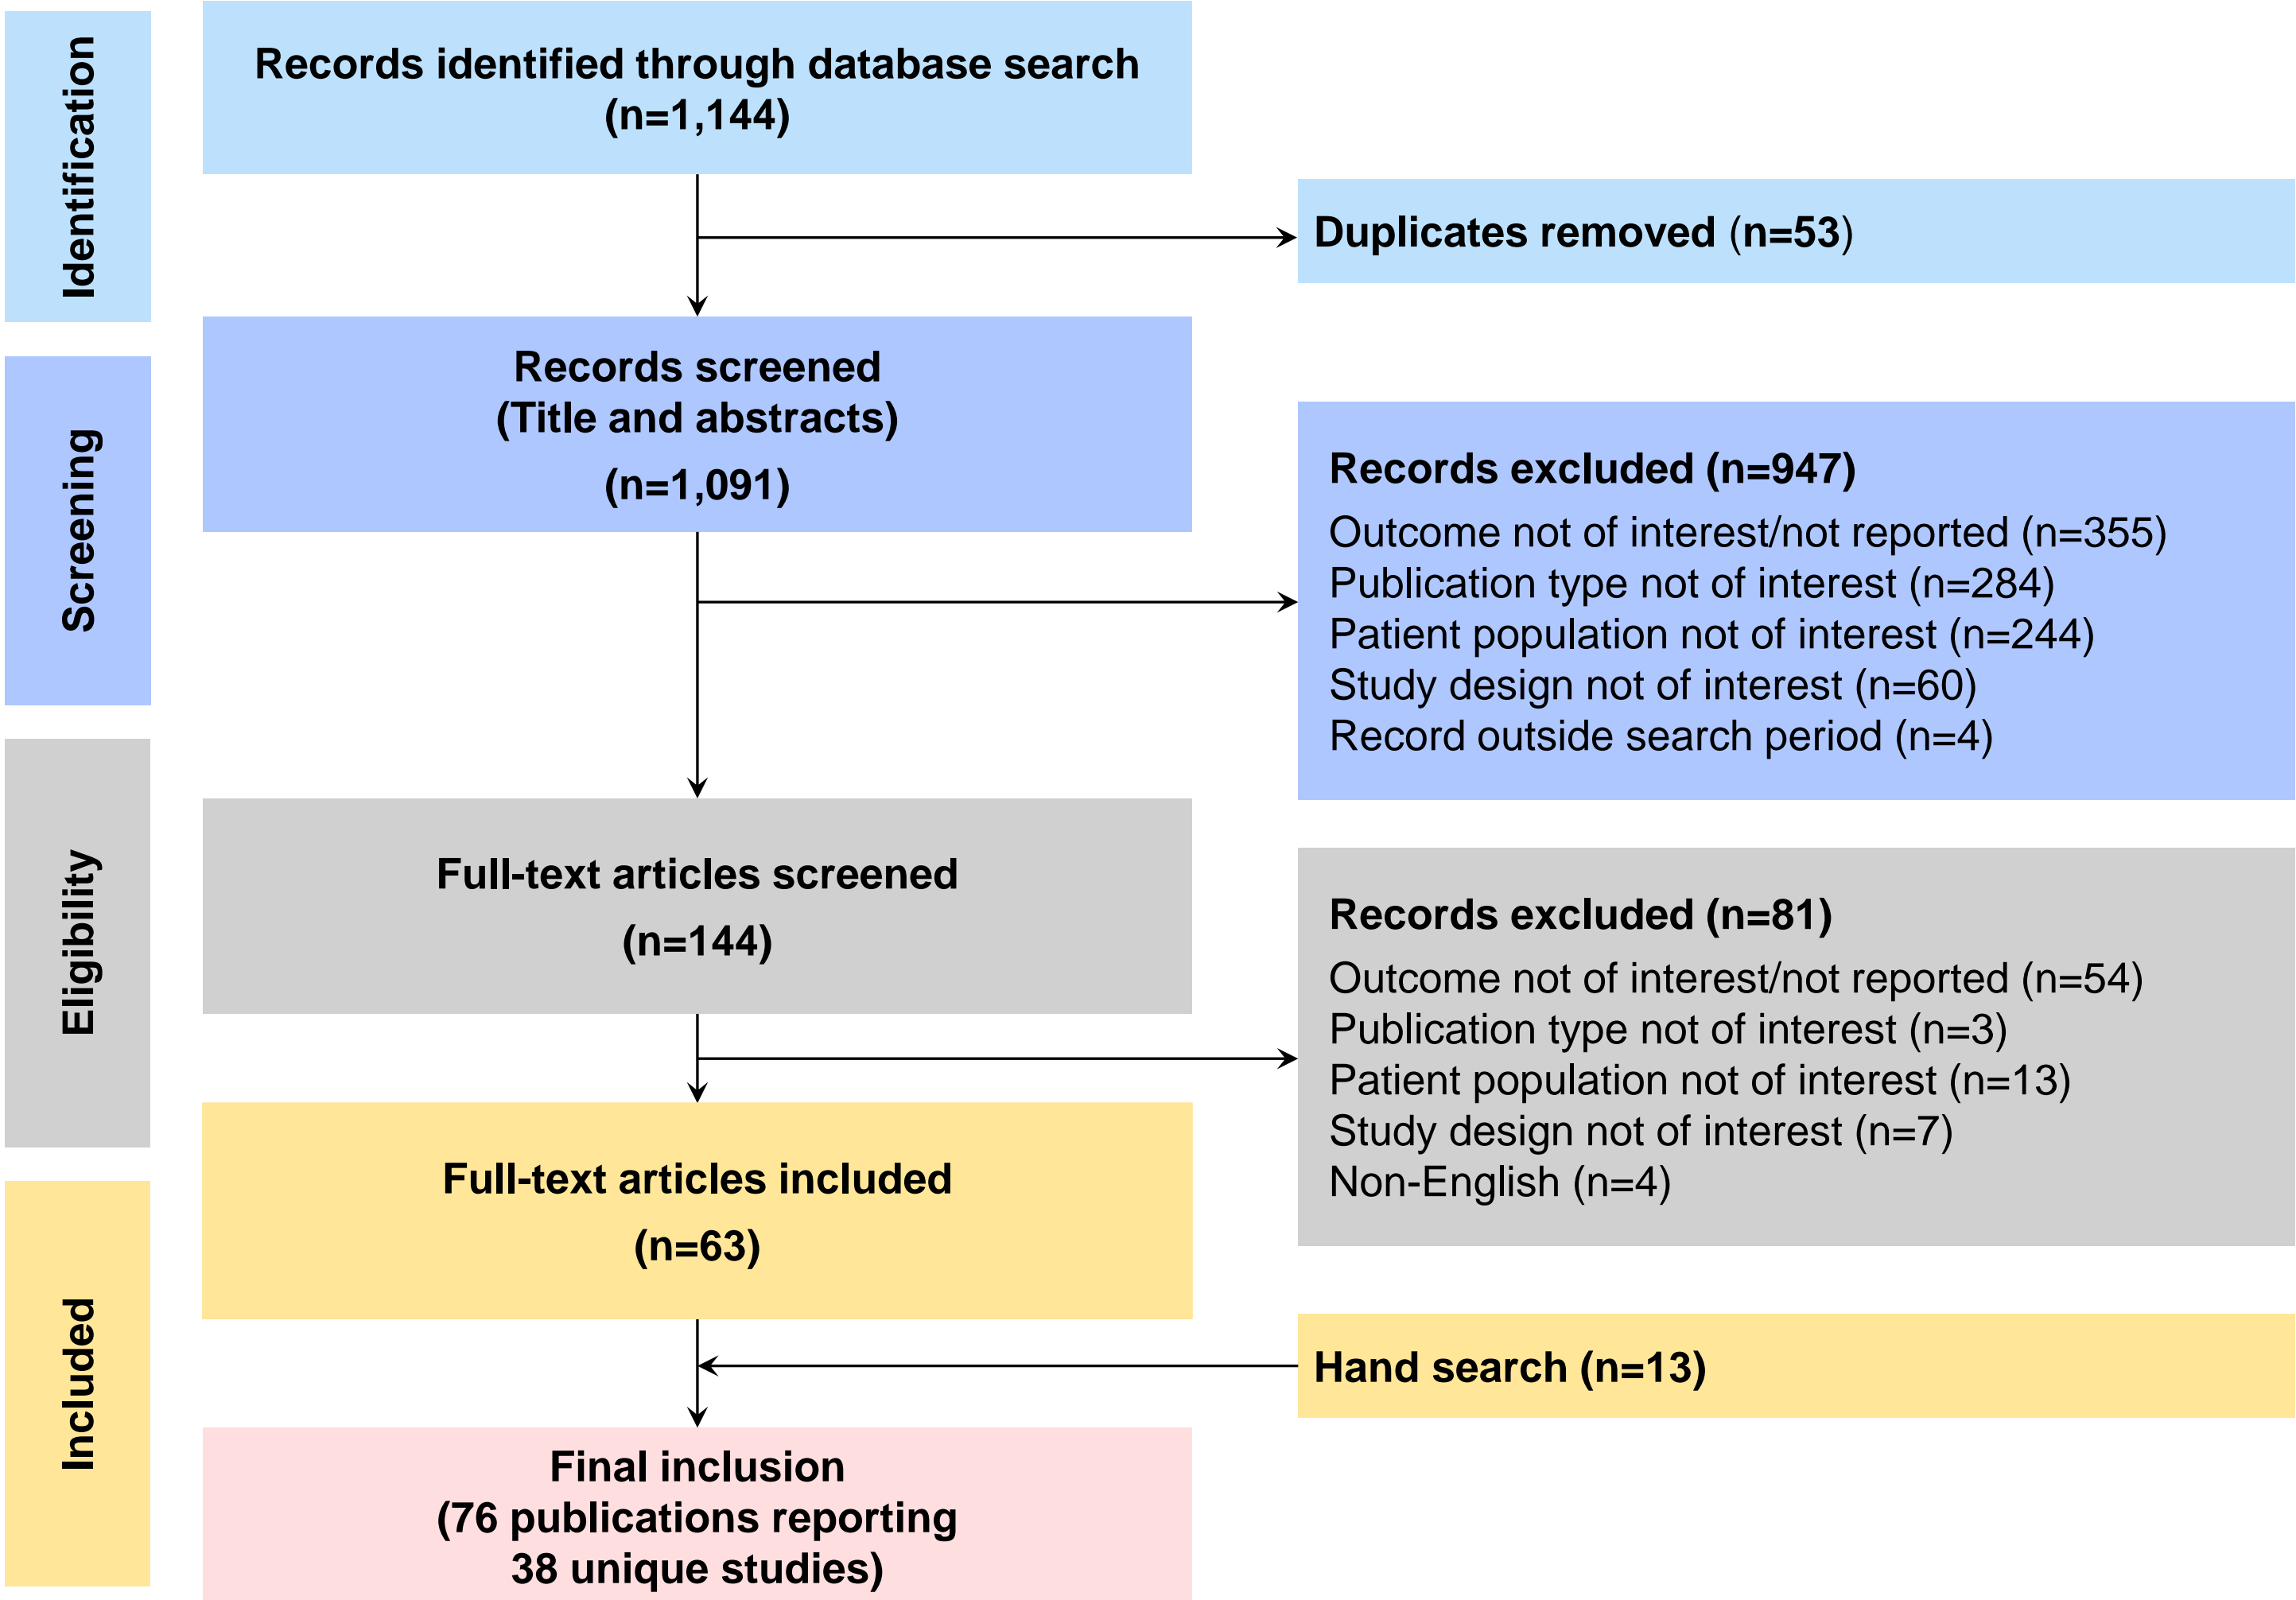 Identification
Records identified through database search
(n=1,144)
Duplicates removed (n=53)
Screening
Records screened
(Title and abstracts)
(n=1,091)
Records excluded (n=947)
Outcome not of interest/not reported (n=355)
Publication type not of interest (n=284)
Patient population not of interest (n=244)
Study design not of interest (n=60)
Record outside search period (n=4)
Eligibility
Full-text articles screened
(n=144)
Records excluded (n=81)
Outcome not of interest/not reported (n=54)
Publication type not of interest (n=3)
Patient population not of interest (n=13)
Study design not of interest (n=7)
Non-English (n=4)
Included
Full-text articles included
(n=63)
Hand search (n=13)
Final inclusion
(76 publications reporting
38 unique studies)